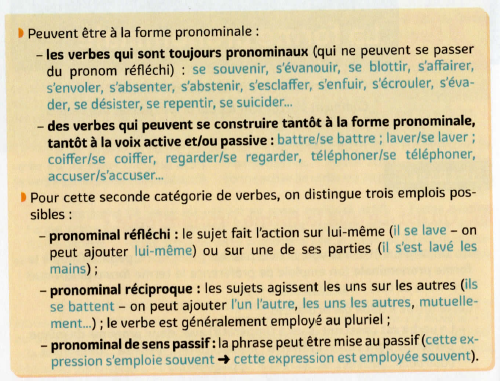 Peuvent être à la forme pronominale :
– les verbes qui sont toujours pronominaux (qui ne peuvent se passer
du pronom réfléchi) : se souvenir, s'évanouir, se blottir, s'affairer,
s'envoler, s'absenter, s'abstenir, s'esclaffer, s'enfuir, s'écrouler, s'éva-
der, se désister, se repentir, se suicider...
– des verbes qui peuvent se construire tantôt à la forme pronominale,
tantôt à la voix active et/ou passive : battre/se battre ; laver/se laver ;
coiffer/se coiffer, regarder/se regarder, téléphoner/se téléphoner,
accuser/s'accuser...
Pour cette seconde catégorie de verbes, on distingue trois emplois pos-
sibles :
– pronominal réfléchi : le sujet fait l'action sur lui-même (il se lave – on
peut ajouter lui-même) ou sur une de ses parties (il s'est lavé les
mains) ;
– pronominal réciproque : les sujets agissent les uns sur les autres (ils
se battent – on peut ajouter l'un l'autre, les uns les autres, mutuelle-
ment...) ; le verbe est généralement employé au pluriel ;
– pronominal de sens passif : la phrase peut être mise au passif (cette ex-
pression s'emploie souvent ➜ cette expression est employée souvent).